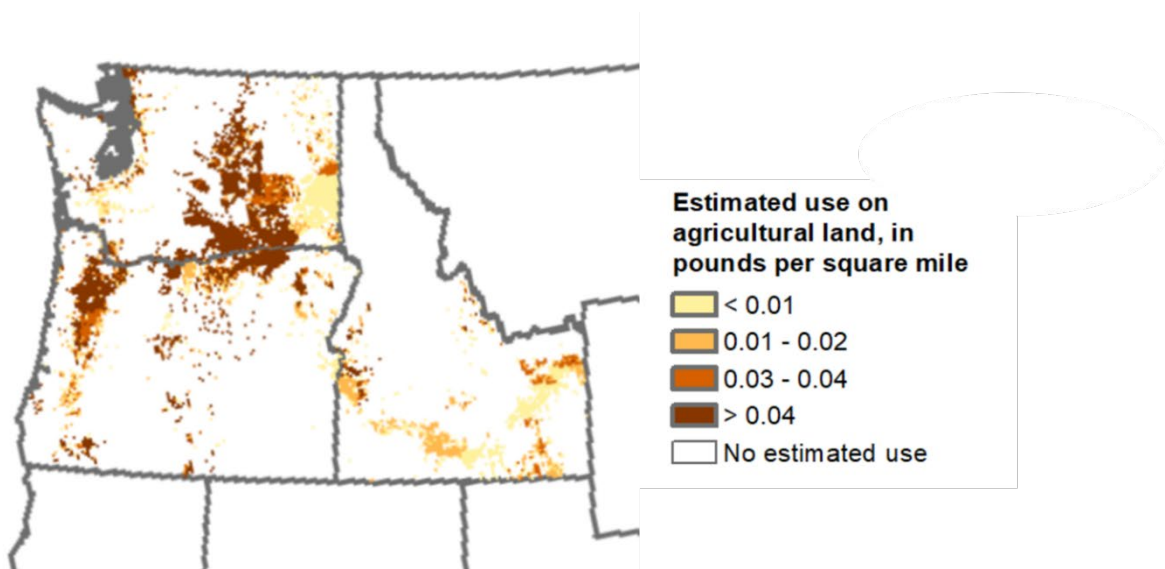 Estimated use on
agricultural land, in
pounds per square mile
< 0.01
0.01 - 0.02
0.03 - 0.04
> 0.04
No estimated use